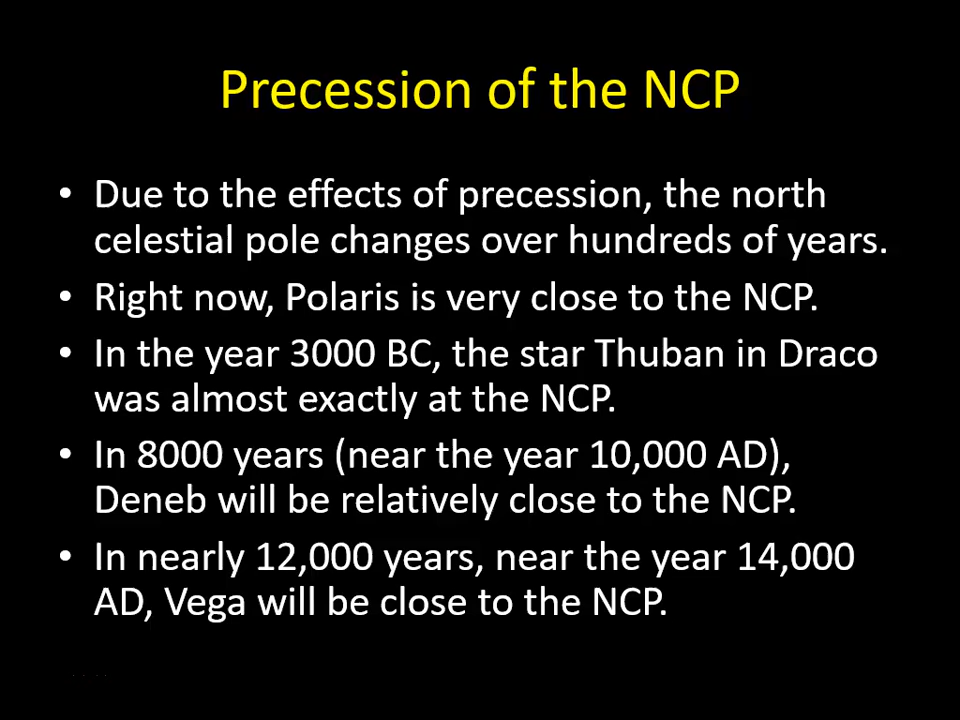 Precession of the NCP
• Due to the effects of precession, the north
celestial pole changes over hundreds of years.
• Right now, Polaris is very close to the NCP.
• In the year 3000 BC, the star Thuban in Draco
was almost exactly at the NCP.
• In 8000 years (near the year 10,000 AD),
Deneb will be relatively close to the NCP.
• In nearly 12,000 years, near the year 14,000
AD, Vega will be close to the NCP.